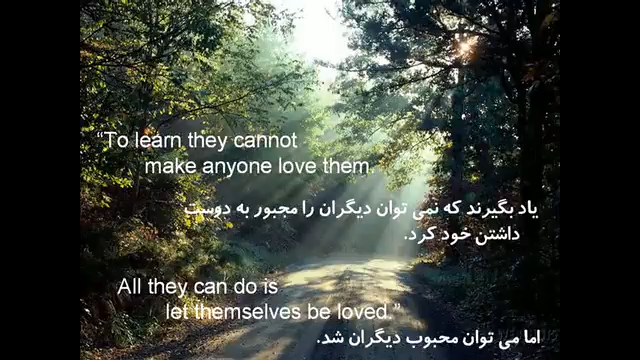 “To learn they cannot
make anyone love them.
یاد بگیرند که نمی توان دیگران را مجبور به دوست
داشتن خود کرد.
All they can do is
let themselves be loved.”
اما می توان محبوب دیگران شد.